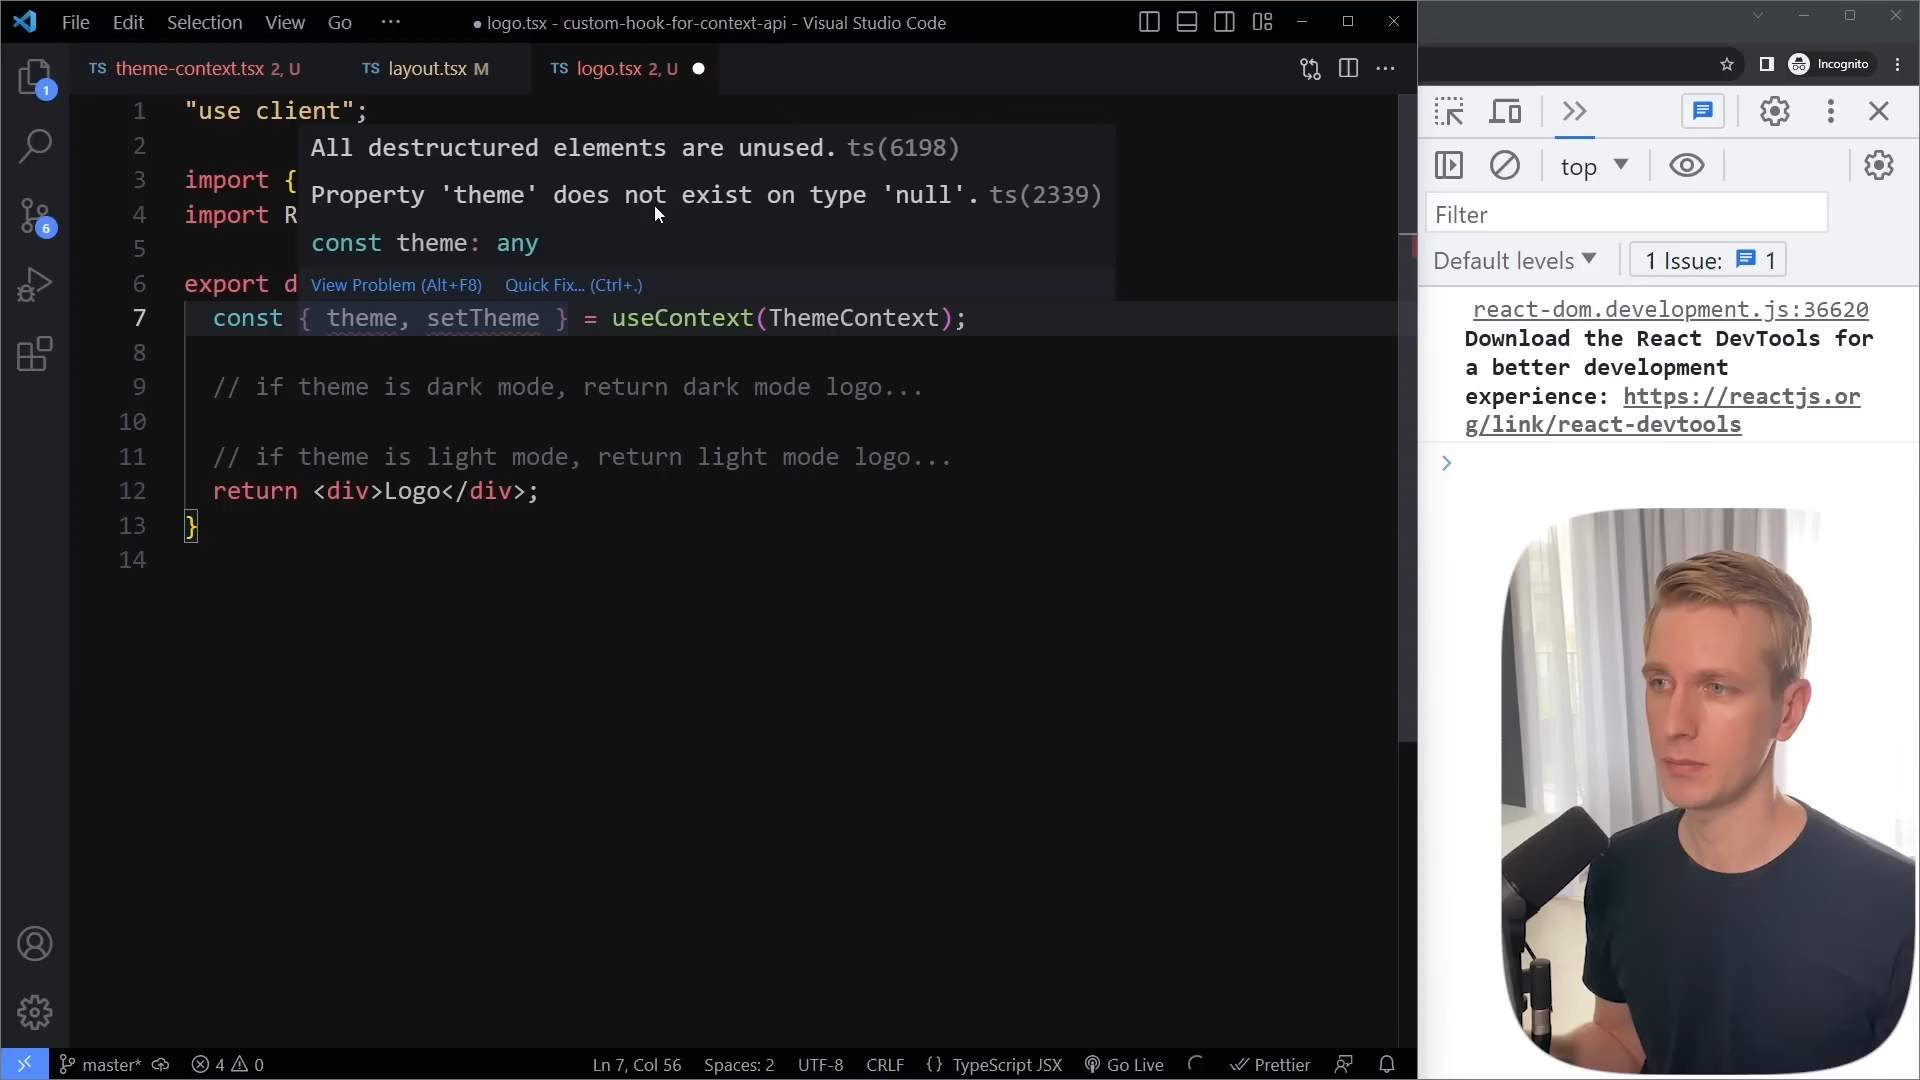 File Edit Selection View Go ··· ● logo.tsx - custom-hook-for-context-api - Visual Studio Code
TS theme-context.tsx 2, U TS layout.tsx M TS logo.tsx 2, U ●
1 "use client";
2
3 import {
4 import R
5
6 export d
7 const { theme, setTheme } = useContext(ThemeContext);
8
9 // if theme is dark mode, return dark mode logo...
10
11 // if theme is light mode, return light mode logo...
12 return <div>Logo</div>;
13 }
14
All destructured elements are unused. ts(6198)
Property 'theme' does not exist on type 'null'. ts(2339)
const theme: any
View Problem (Alt+F8) Quick Fix... (Ctrl+.)
1
6
master* 4 0 Ln 7, Col 56 Spaces: 2 UTF-8 CRLF {} TypeScript JSX Go Live Prettier
Incognito
top
Filter
Default levels 1 Issue: 1
react-dom.development.js:36620
Download the React DevTools for
a better development
experience: https://reactjs.or
g/link/react-devtools